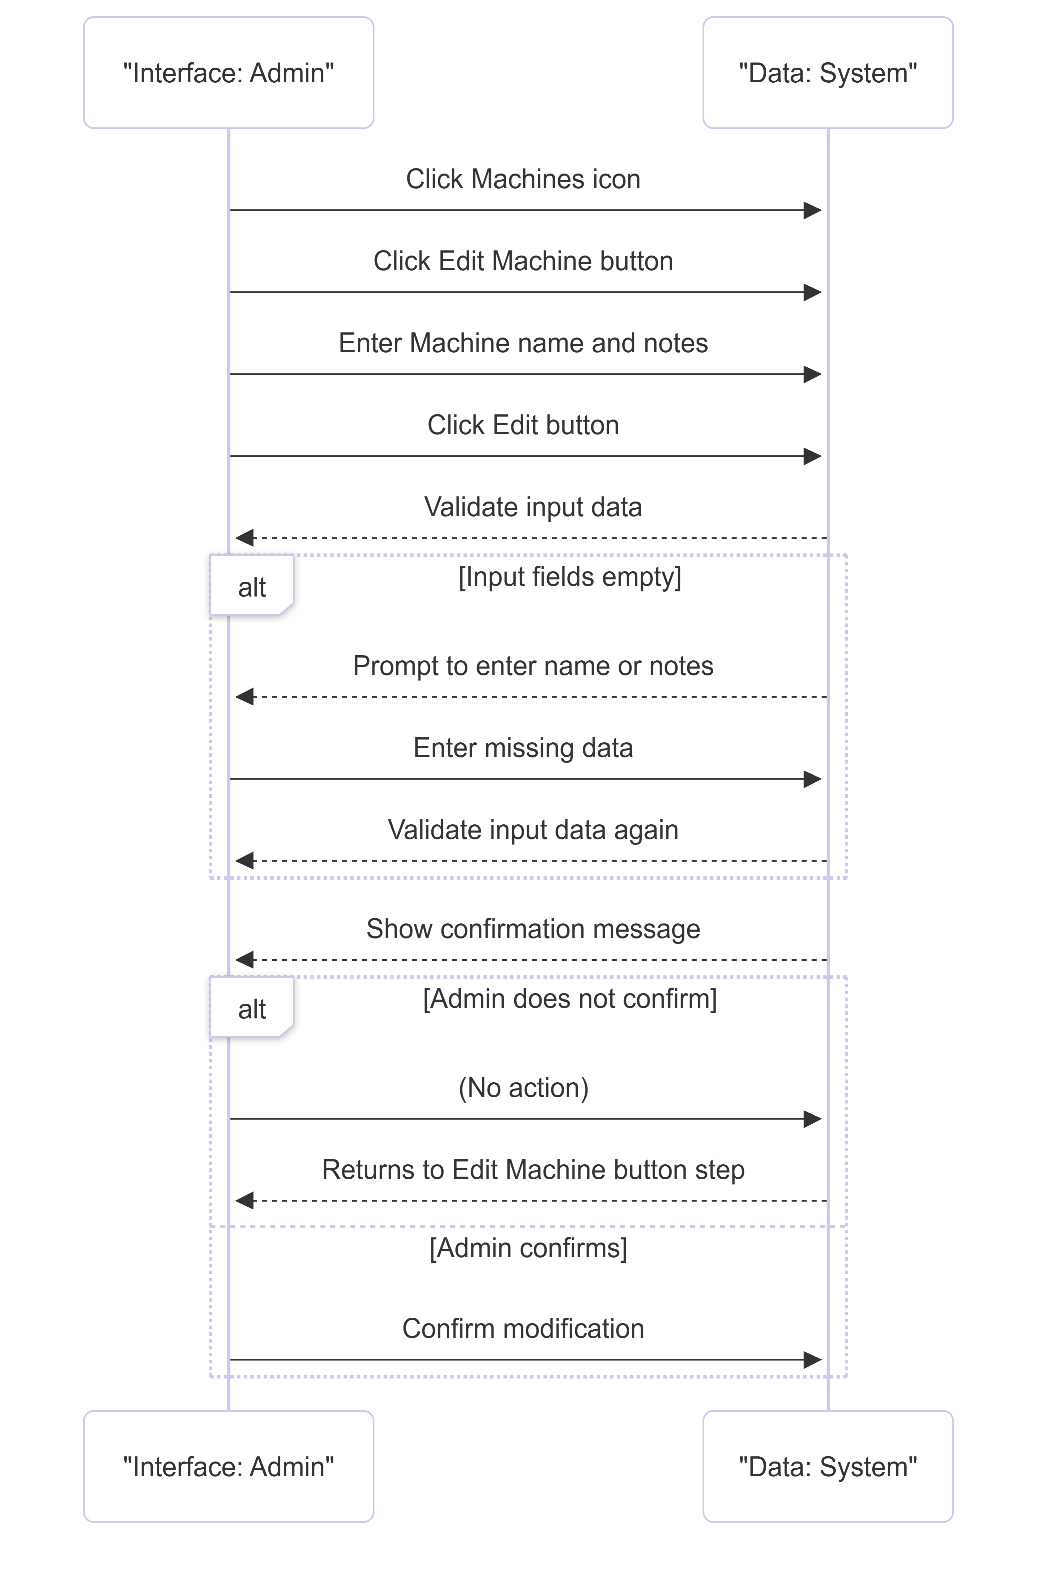 "Interface: Admin"
"Data: System"
Click Machines icon
Click Edit Machine button
Enter Machine name and notes
Click Edit button
Validate input data
alt
[Input fields empty]
Prompt to enter name or notes
Enter missing data
Validate input data again
Show confirmation message
alt
[Admin does not confirm]
(No action)
Returns to Edit Machine button step
[Admin confirms]
Confirm modification
"Interface: Admin"
"Data: System"